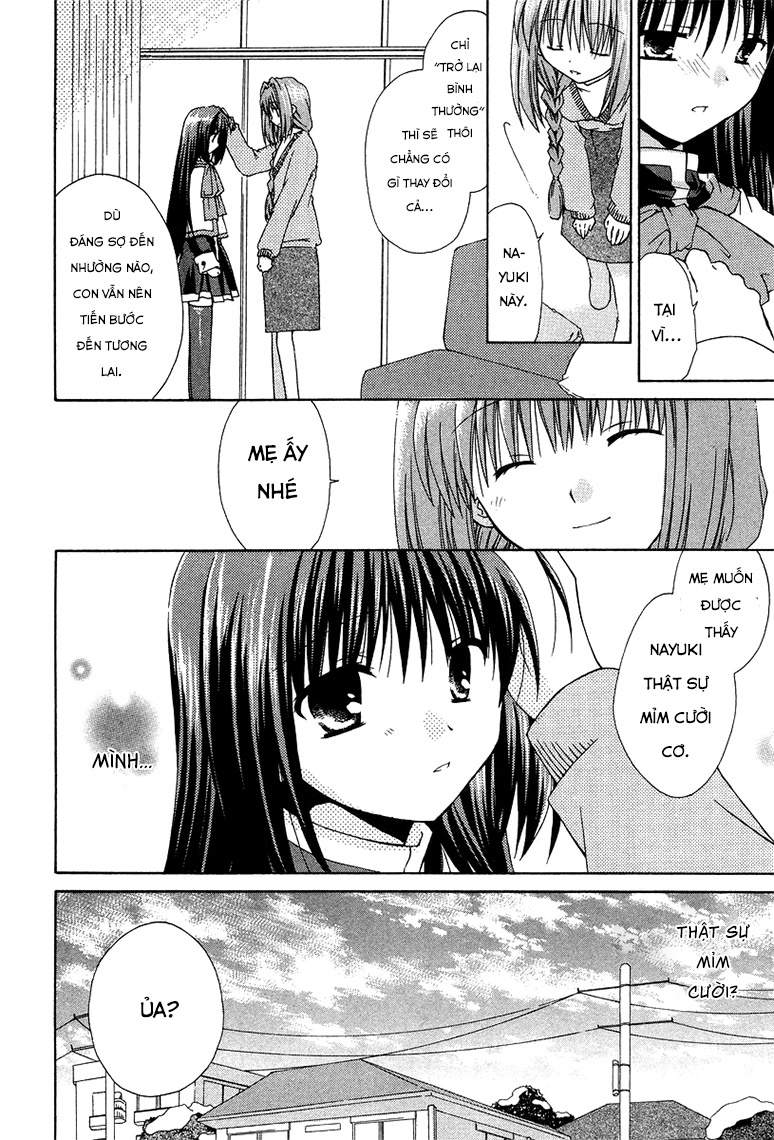 TẠI
VÌ...
NA-
YUKI
NÀY.
CHỈ
"TRỞ LẠI
BÌNH
THƯỜNG"
THÔI
THÌ SẼ
CHẲNG CÓ
GÌ THAY ĐỔI
CẢ...
DÙ
ĐÁNG SỢ ĐẾN
NHƯỜNG NÀO,
CON VẪN NÊN
TIẾN BƯỚC
ĐẾN TƯƠNG
LAI.
MẸ ẤY
NHÉ
MẸ MUỐN
ĐƯỢC
THẤY
NAYUKI
THẬT SỰ
MỈM CƯỜI
CƠ.
MÌNH...
THẬT SỰ
MỈM
CƯỜI?
ỦA?